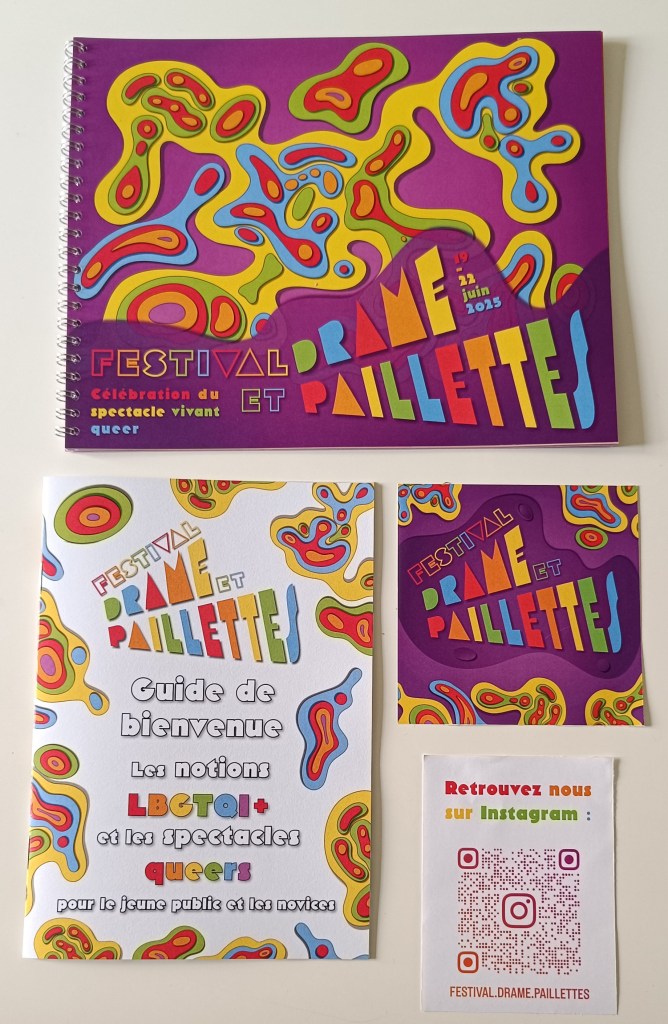 19
-
22
juin
2025
FESTIVAL DRAME
ET PAILLETTES
Célébration du
spectacle vivant
queer
FESTIVAL
DRAME ET
PAILLETTES
Guide de
bienvenue
Les notions
LBGTQI+
et les spectacles
queers
pour le jeune public et les novices
FESTIVAL
DRAME ET
PAILLETTES
Retrouvez nous
sur Instagram :
FESTIVAL.DRAME.PAILLETTES